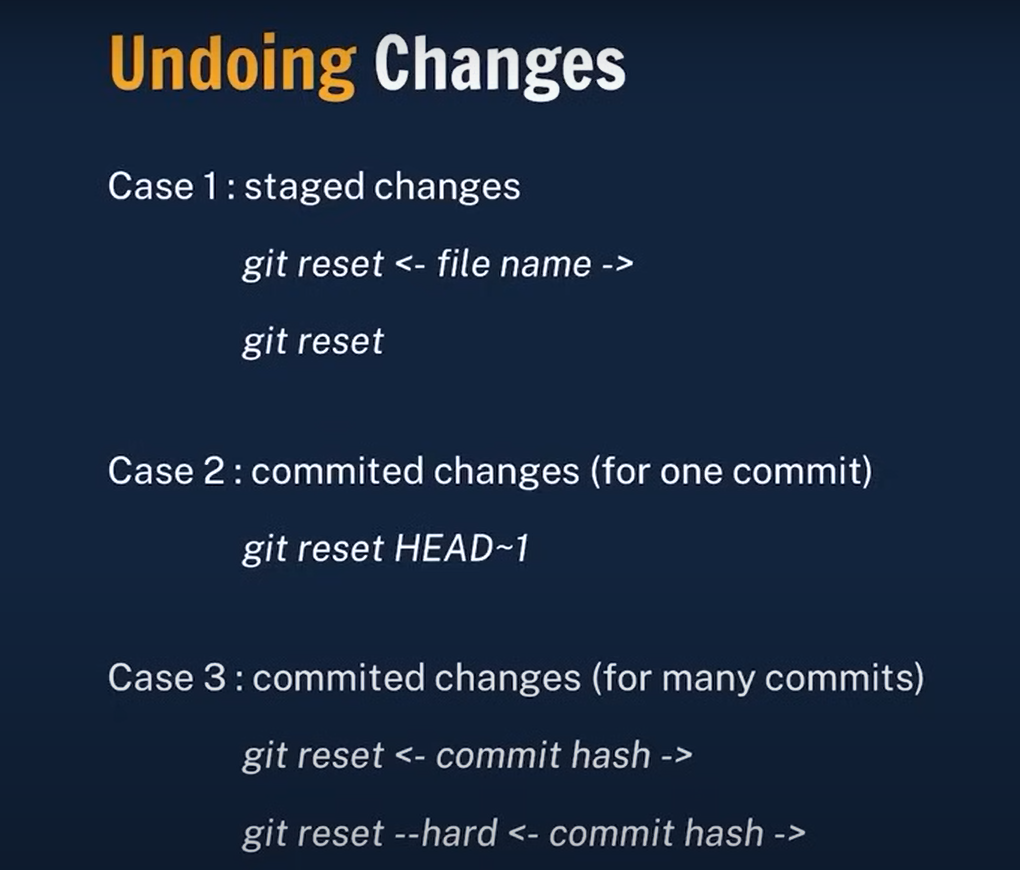 Undoing Changes
Case 1 : staged changes
git reset <- file name ->
git reset
Case 2 : commited changes (for one commit)
git reset HEAD~1
Case 3 : commited changes (for many commits)
git reset <- commit hash ->
git reset --hard <- commit hash ->